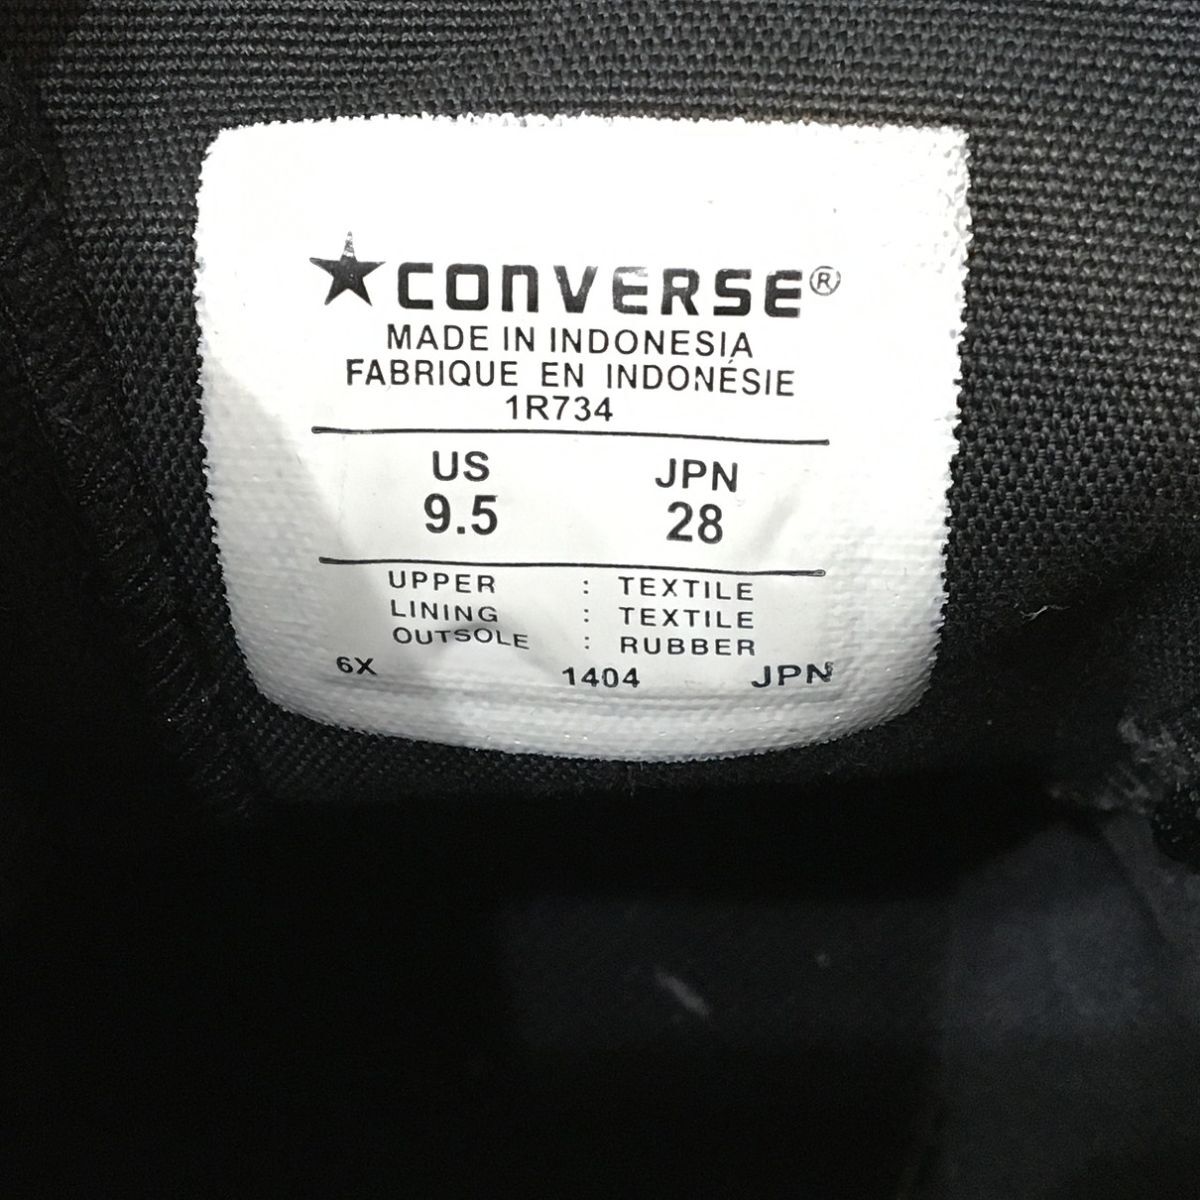 CONVERSE®
MADE IN INDONESIA
FABRIQUE EN INDONÉSIE
1R734
US JPN
9.5 28
UPPER : TEXTILE
LINING : TEXTILE
OUTSOLE : RUBBER
6X 1404 JPN